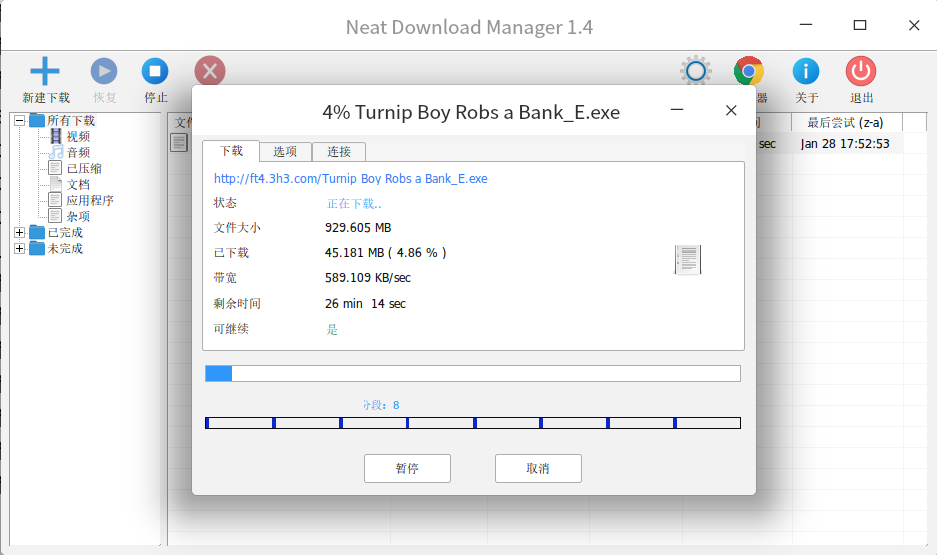 Neat Download Manager 1.4
新建下载
恢复
停止
器
关于
退出
所有下载
视频
音频
已压缩
文档
应用程序
杂项
已完成
未完成
最后尝试 (z-a)
sec
Jan 28 17:52:53
4% Turnip Boy Robs a Bank_E.exe
下载
选项
连接
http://ft4.3h3.com/Turnip Boy Robs a Bank_E.exe
状态
正在下载..
文件大小
929.605 MB
已下载
45.181 MB ( 4.86 % )
带宽
589.109 KB/sec
剩余时间
26 min 14 sec
可继续
是
分段: 8
暂停
取消